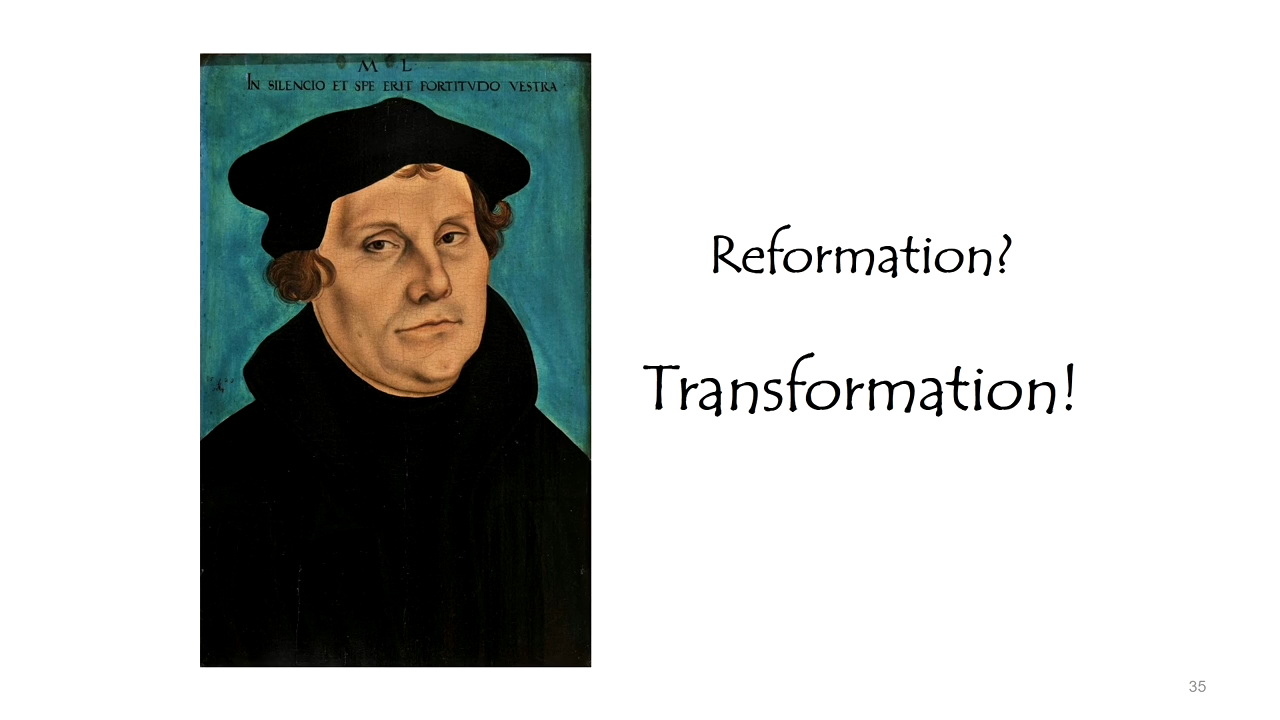 M L
IN SILENCIO ET SPE ERIT FORTITVDO VESTRA
Reformation?
Transformation!
35